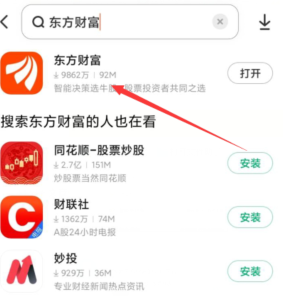 东方财富
东方财富
9862万 | 92M
智能决策选牛股 股票投资者共同之选
打开
搜索东方财富的人也在看
同花顺-股票炒股
2.7亿 | 151M
炒股票当然同花顺
安装
财联社
1362万 | 74M
A股24小时电报
安装
妙投
929万 | 36M
专业财经新闻热点资讯
安装